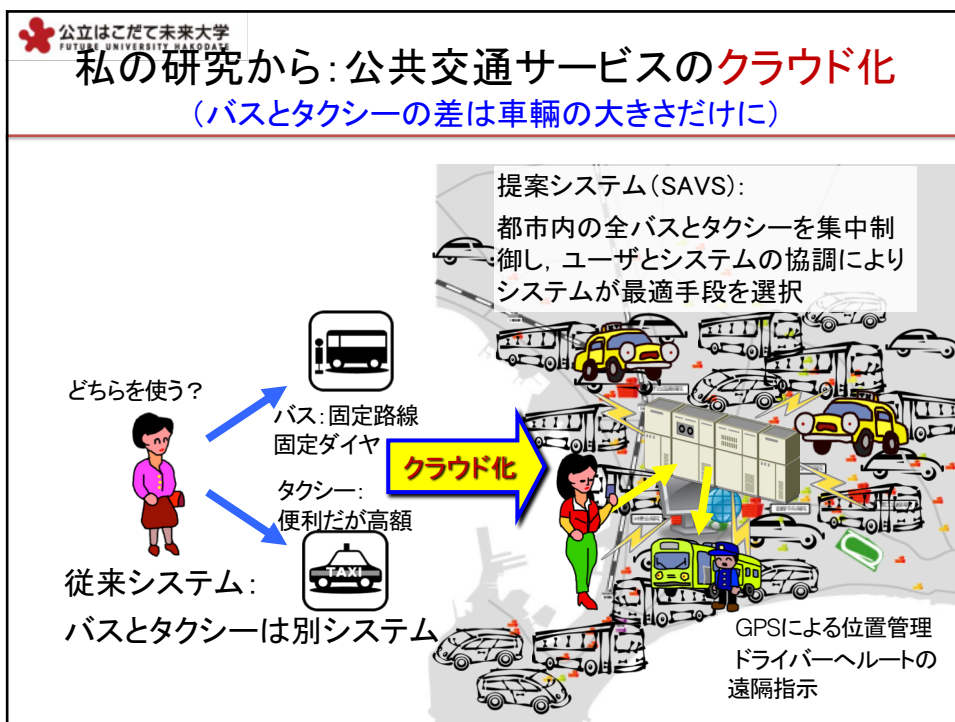 公立はこだて未来大学
FUTURE UNIVERSITY HAKODATE
私の研究から:公共交通サービスのクラウド化
(バスとタクシーの差は車輛の大きさだけに)
提案システム(SAVS):
都市内の全バスとタクシーを集中制
御し,ユーザとシステムの協調により
システムが最適手段を選択
どちらを使う?
バス:固定路線
固定ダイヤ
クラウド化
タクシー:
便利だが高額
TAXI
従来システム:
バスとタクシーは別システム
GPSによる位置管理
ドライバーへルートの
遠隔指示